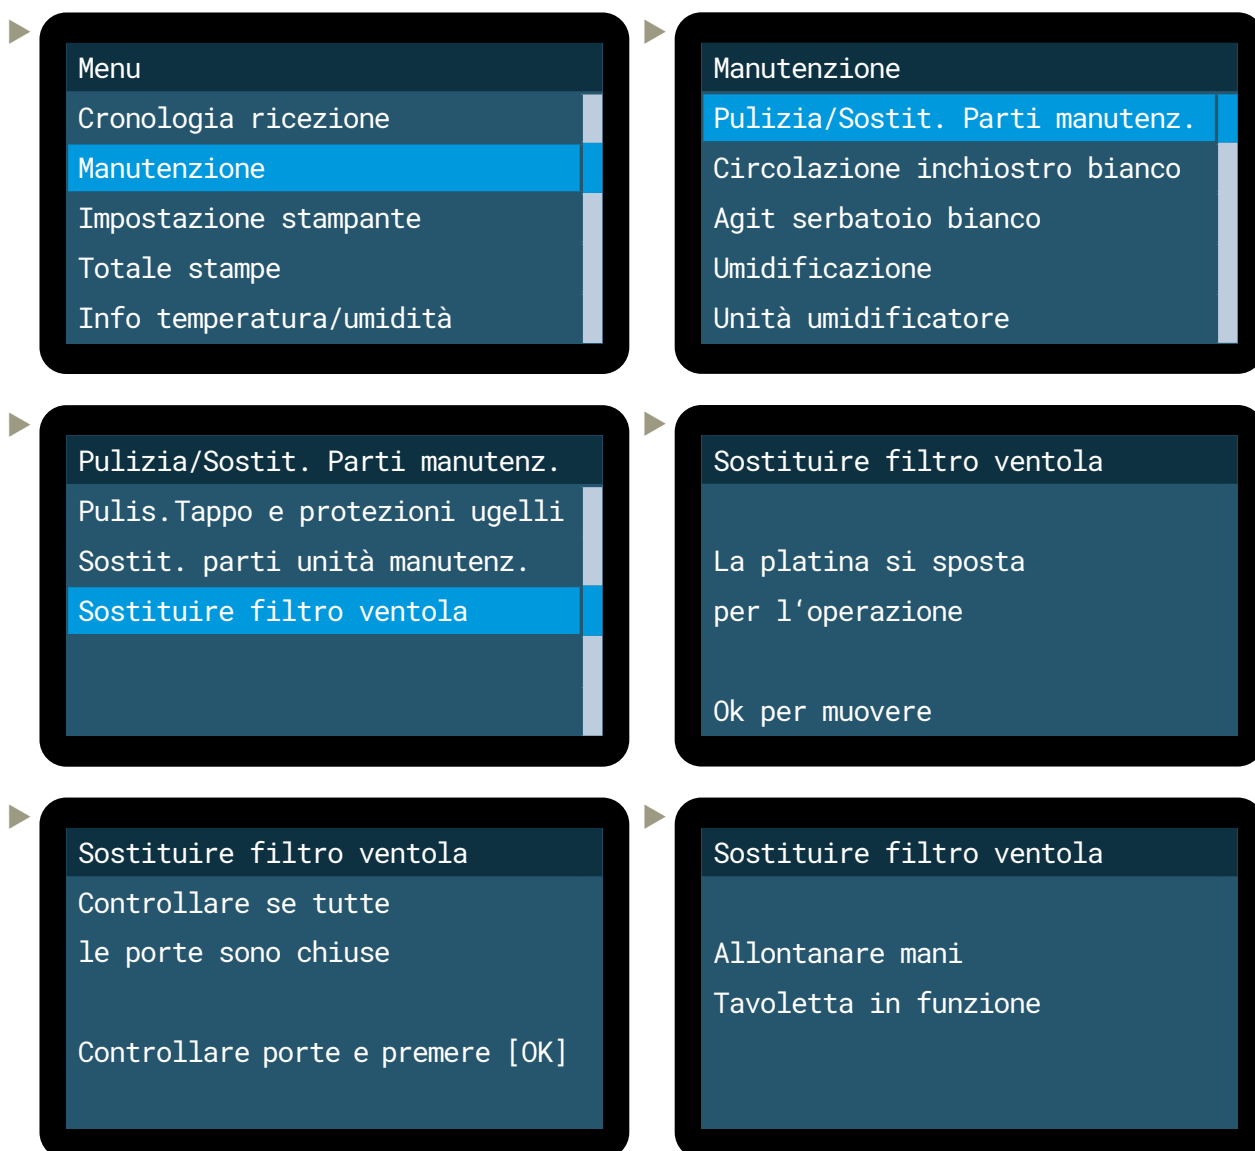 Menu
Cronologia ricezione
Manutenzione
Impostazione stampante
Totale stampe
Info temperatura/umidità
Manutenzione
Pulizia/Sostit. Parti manutenz.
Circolazione inchiostro bianco
Agit serbatoio bianco
Umidificazione
Unità umidificatore
Pulizia/Sostit. Parti manutenz.
Pulis.Tappo e protezioni ugelli
Sostit. parti unità manutenz.
Sostituire filtro ventola
Sostituire filtro ventola
La platina si sposta
per l‘operazione
Ok per muovere
Sostituire filtro ventola
Controllare se tutte
le porte sono chiuse
Controllare porte e premere [OK]
Sostituire filtro ventola
Allontanare mani
Tavoletta in funzione